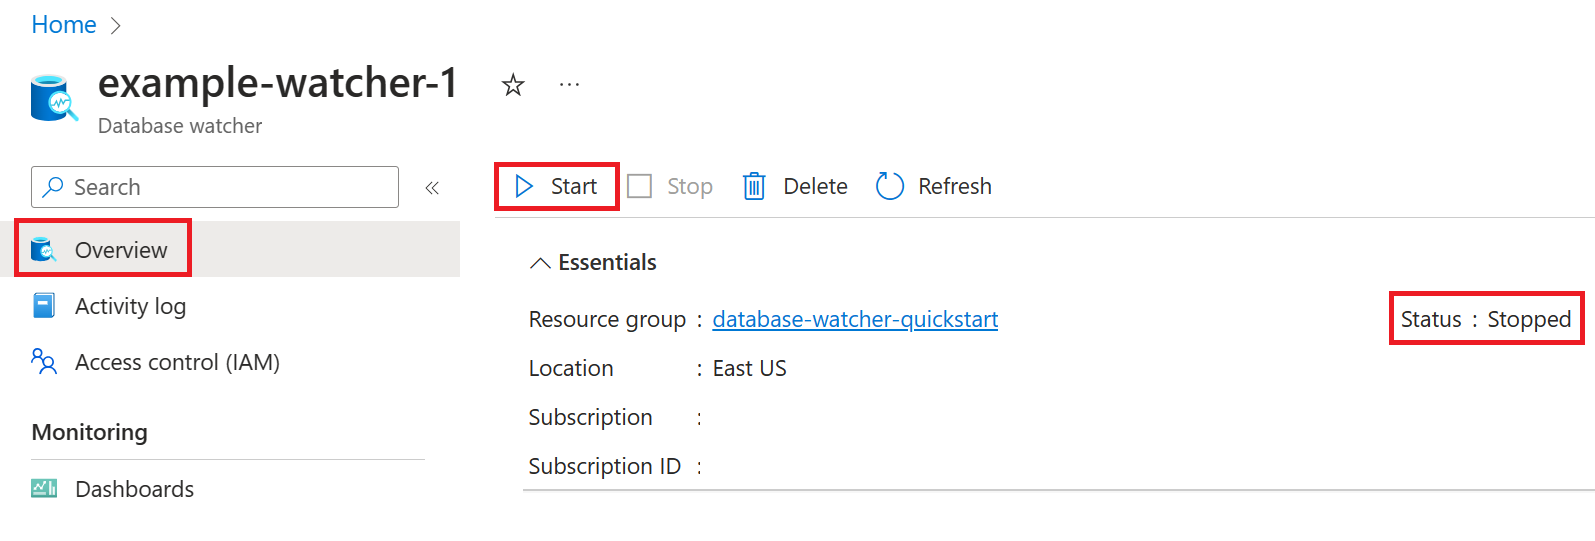 Home
example-watcher-1
Database watcher
Search
Start Stop Delete Refresh
Overview
Activity log
Access control (IAM)
Monitoring
Dashboards
Essentials
Resource group : database-watcher-quickstart
Status : Stopped
Location : East US
Subscription :
Subscription ID :